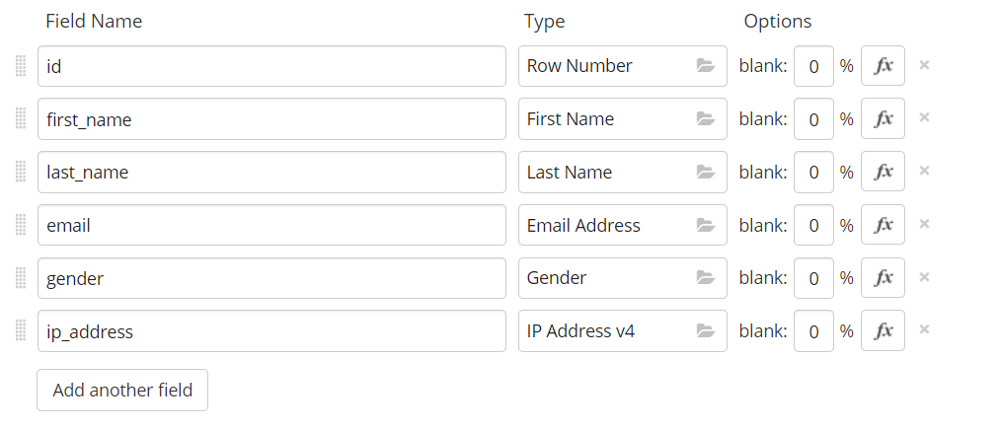 Field Name Type Options
id Row Number blank: 0 % fx ×
first_name First Name blank: 0 % fx ×
last_name Last Name blank: 0 % fx ×
email Email Address blank: 0 % fx ×
gender Gender blank: 0 % fx ×
ip_address IP Address v4 blank: 0 % fx ×
Add another field